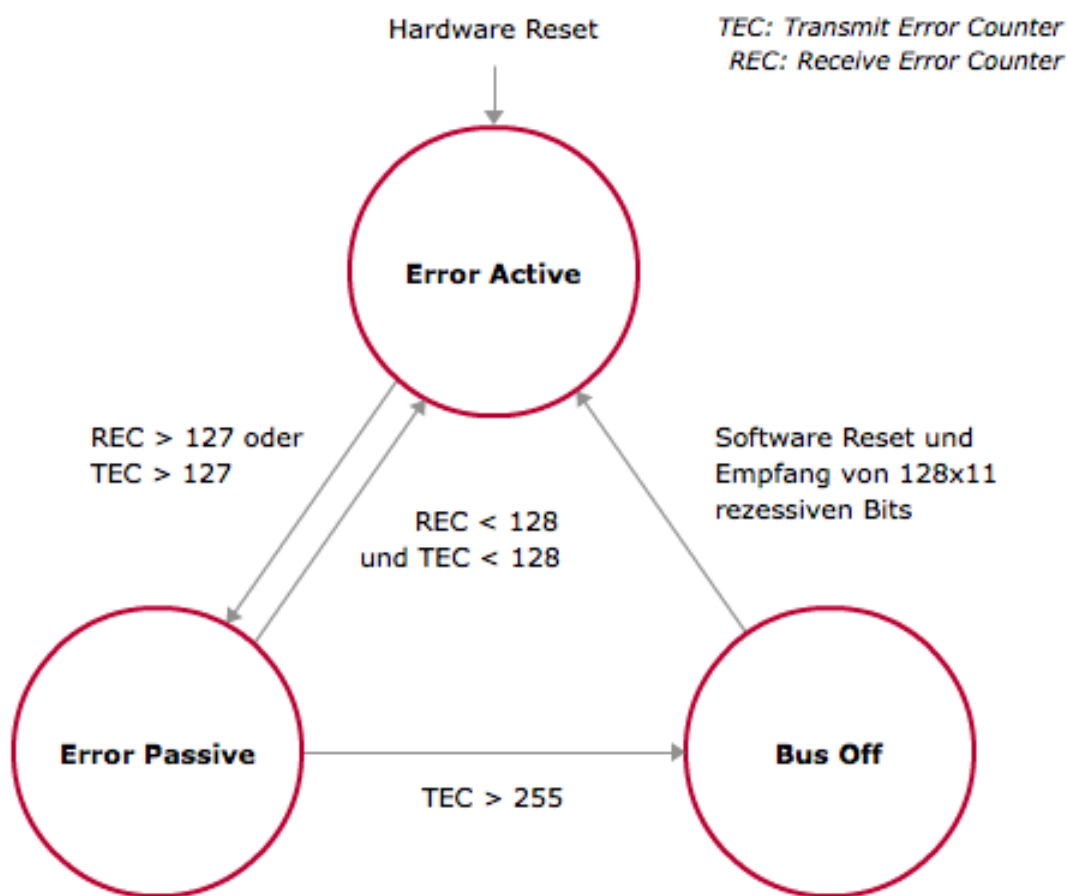 Hardware Reset
TEC: Transmit Error Counter
REC: Receive Error Counter
Error Active
REC > 127 oder
TEC > 127
REC < 128
und TEC < 128
Software Reset und
Empfang von 128x11
rezessiven Bits
Error Passive
TEC > 255
Bus Off